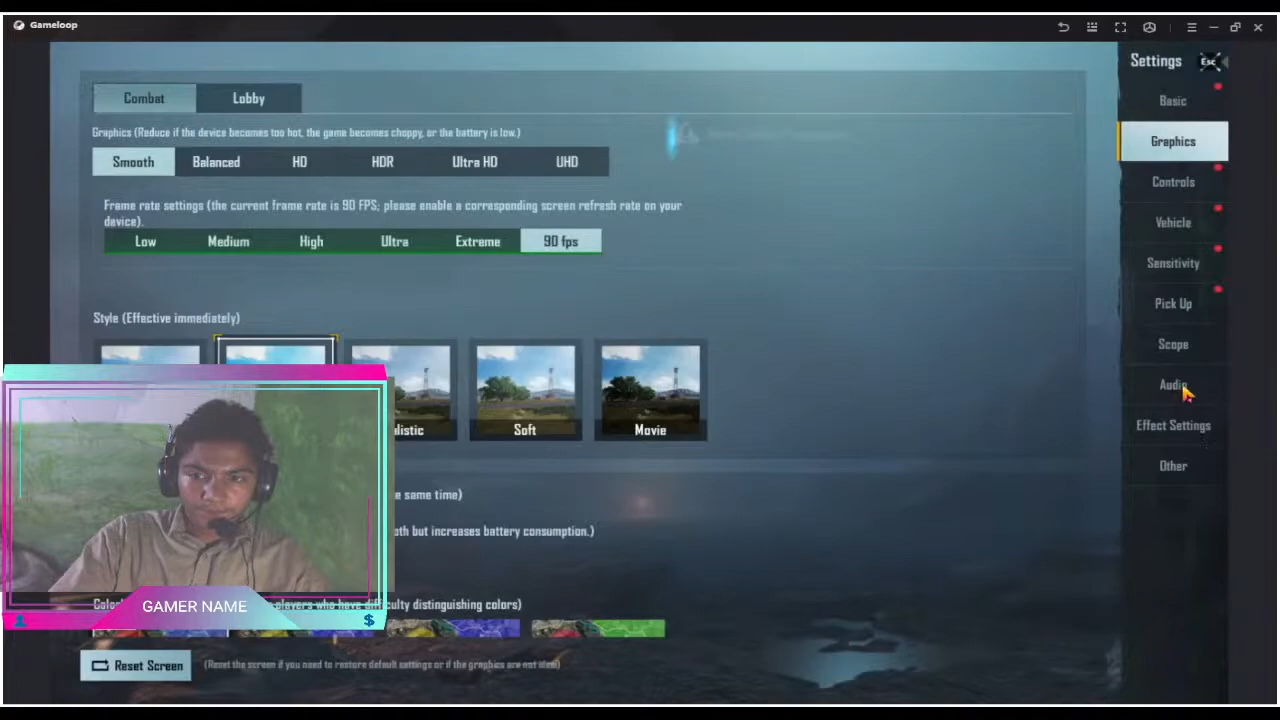 Gameloop
Settings
Esc
Combat
Lobby
Basic
Graphics (Reduce if the device becomes too hot, the game becomes choppy, or the battery is low.)
Graphics
Smooth
Balanced
HD
HDR
Ultra HD
UHD
Controls
Frame rate settings (the current frame rate is 90 FPS; please enable a corresponding screen refresh rate on your
device).
Vehicle
Low
Medium
High
Ultra
Extreme
90 fps
Sensitivity
Pick Up
Style (Effective immediately)
Scope
Audio
listic
Soft
Movie
Effect Settings
Other
e same time)
oth but increases battery consumption.)
players who have difficulty distinguishing colors)
GAMER NAME
$
Reset Screen
(Reset the screen if you need to restore default settings or if the graphics are not ideal)